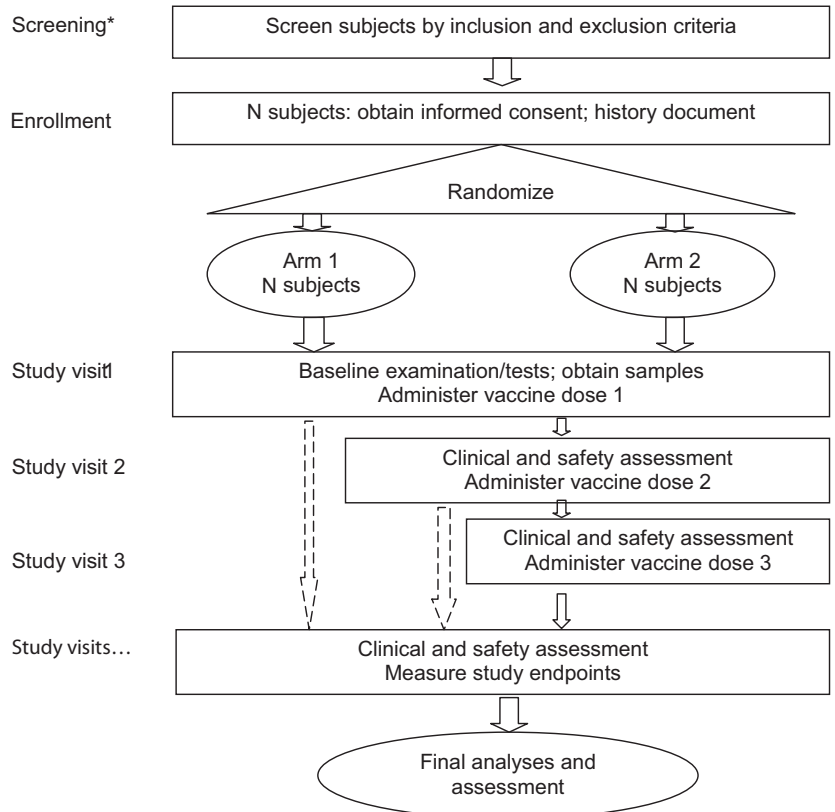 Screening*
Screen subjects by inclusion and exclusion criteria
Enrollment
N subjects: obtain informed consent; history document
Randomize
Arm 1
N subjects
Arm 2
N subjects
Study visit1
Baseline examination/tests; obtain samples
Administer vaccine dose 1
Study visit 2
Clinical and safety assessment
Administer vaccine dose 2
Study visit 3
Clinical and safety assessment
Administer vaccine dose 3
Study visits…
Clinical and safety assessment
Measure study endpoints
Final analyses and
assessment